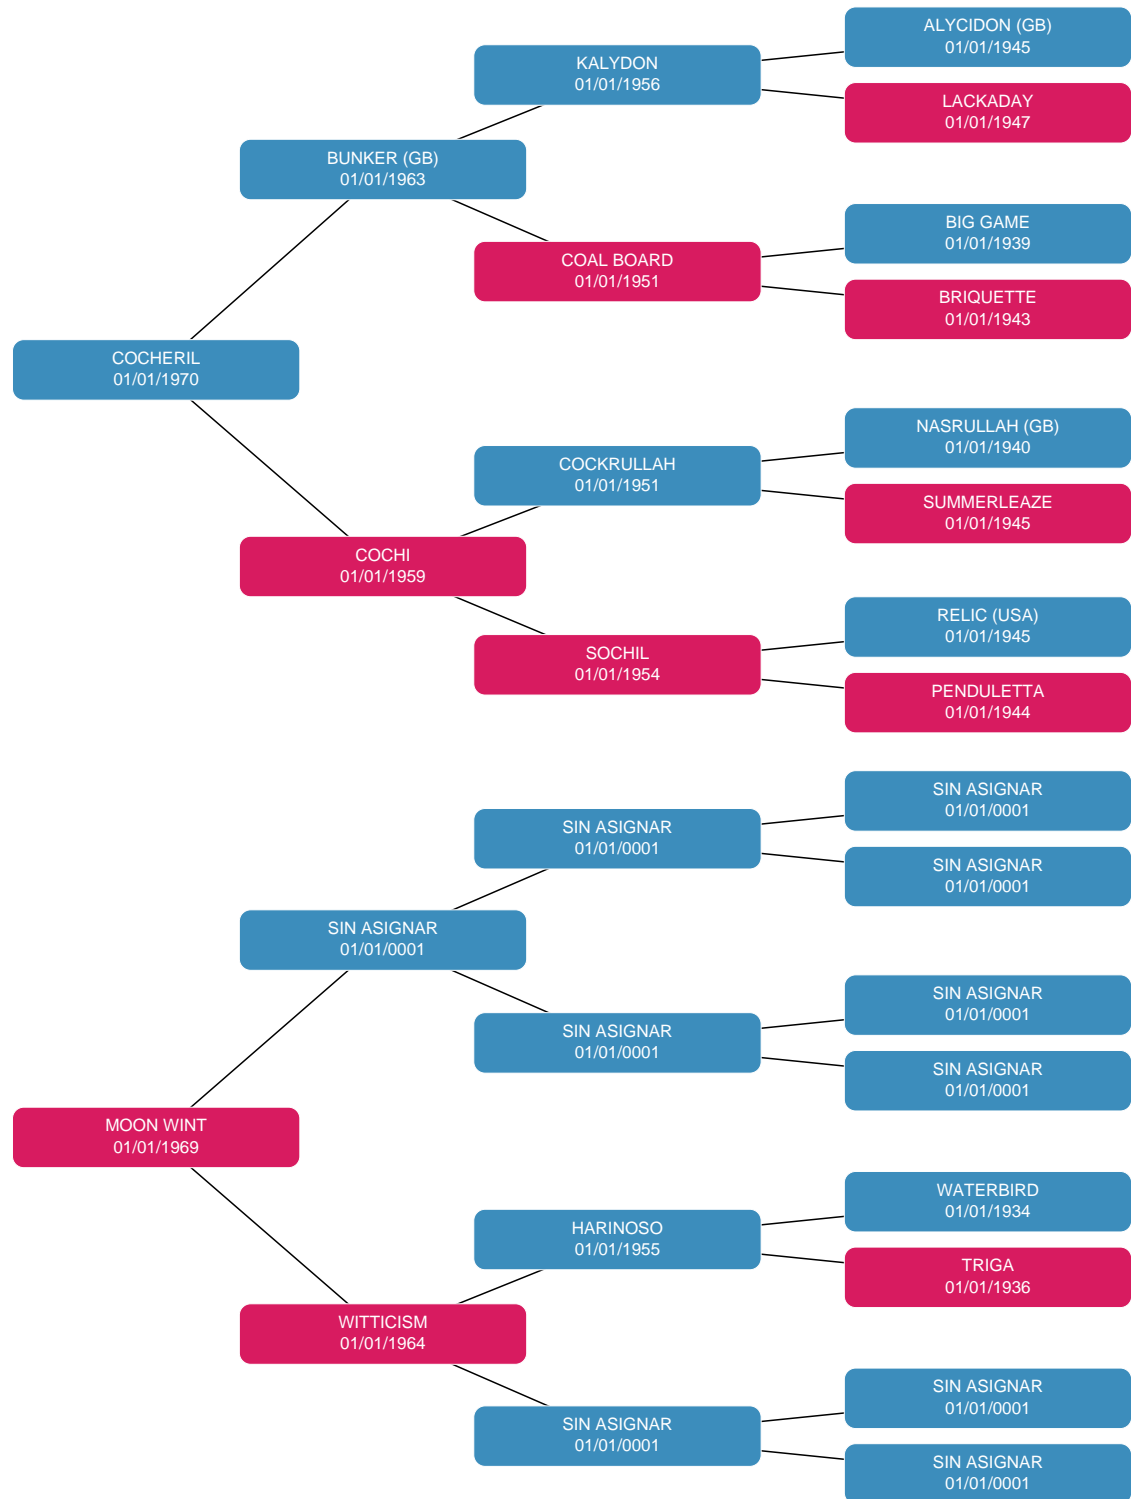 ALYCIDON (GB)
01/01/1945
KALYDON
01/01/1956
LACKADAY
01/01/1947
BUNKER (GB)
01/01/1963
BIG GAME
01/01/1939
COAL BOARD
01/01/1951
BRIQUETTE
01/01/1943
COCHERIL
01/01/1970
NASRULLAH (GB)
01/01/1940
COCKRULLAH
01/01/1951
SUMMERLEAZE
01/01/1945
COCHI
01/01/1959
RELIC (USA)
01/01/1945
SOCHIL
01/01/1954
PENDULETTA
01/01/1944
SIN ASIGNAR
01/01/0001
SIN ASIGNAR
01/01/0001
SIN ASIGNAR
01/01/0001
SIN ASIGNAR
01/01/0001
SIN ASIGNAR
01/01/0001
SIN ASIGNAR
01/01/0001
SIN ASIGNAR
01/01/0001
MOON WINT
01/01/1969
WATERBIRD
01/01/1934
HARINOSO
01/01/1955
TRIGA
01/01/1936
WITTICISM
01/01/1964
SIN ASIGNAR
01/01/0001
SIN ASIGNAR
01/01/0001
SIN ASIGNAR
01/01/0001